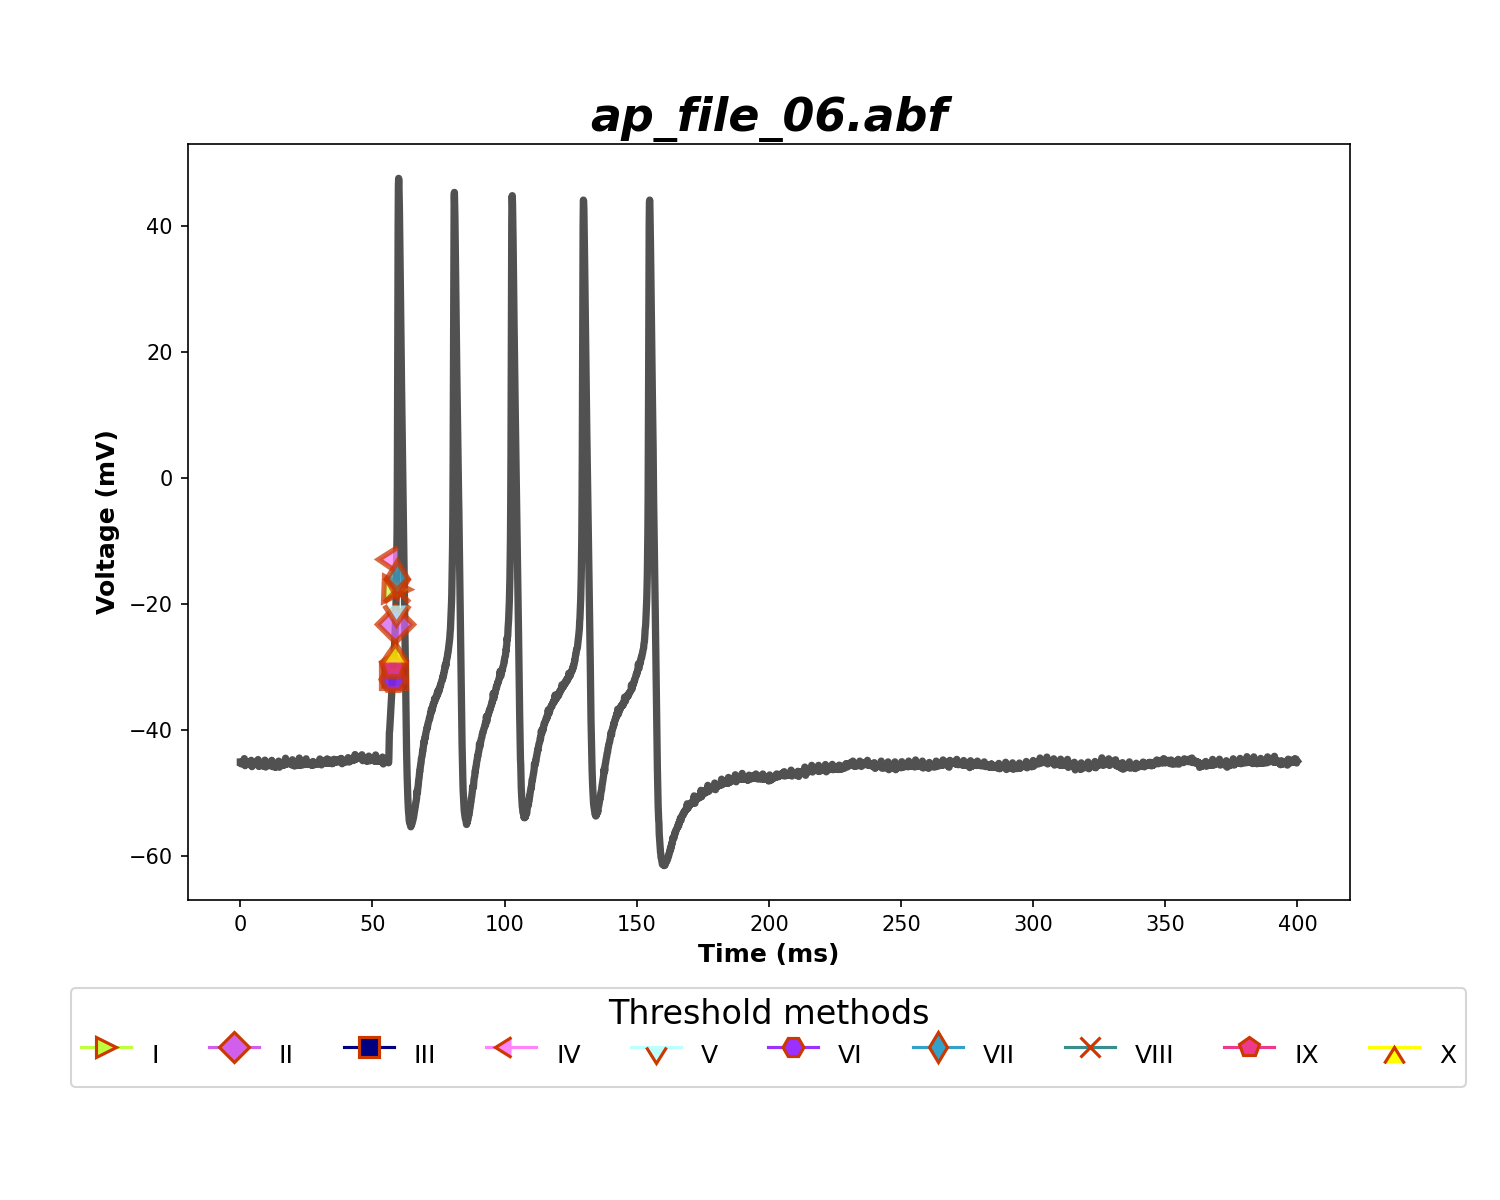 ap_file_06.abf
Voltage (mV)
40
20
0
−20
−40
−60
0 50 100 150 200 250 300 350 400
Time (ms)
Threshold methods
I II III IV V VI VII VIII IX X